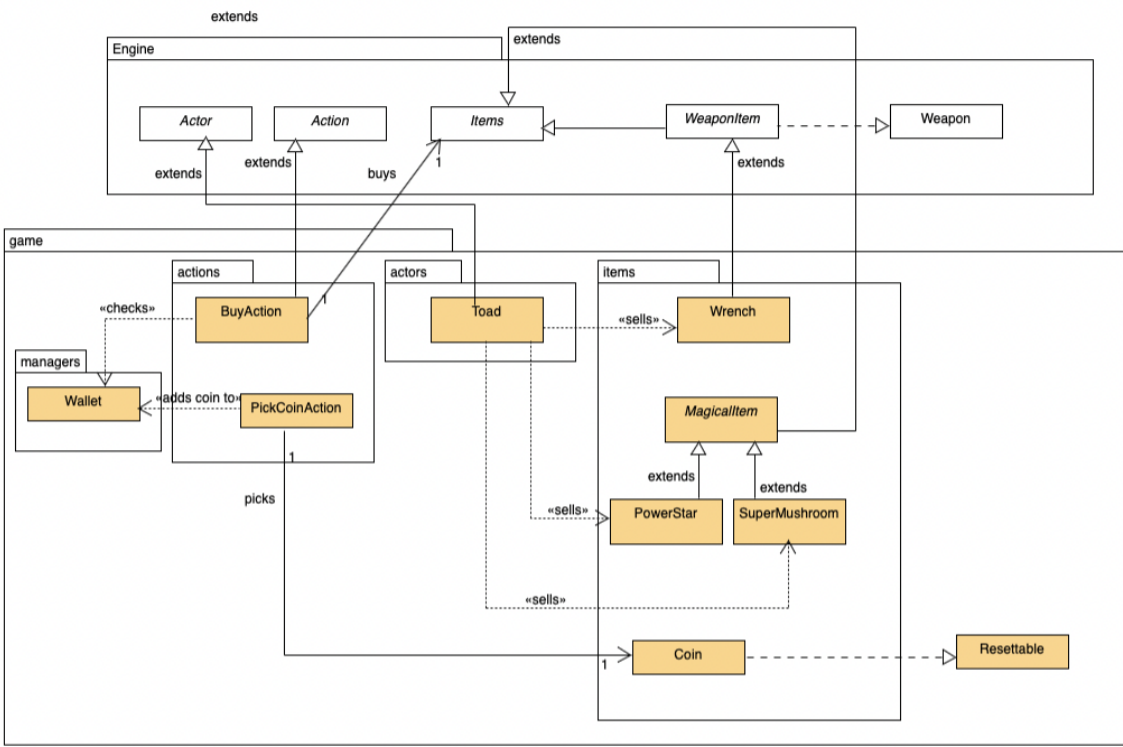 extends
extends
Engine
Actor
Action
Items
WeaponItem
Weapon
extends
extends
buys
1
extends
game
actions
actors
items
BuyAction
1
Toad
«sells»
Wrench
«checks»
managers
Wallet
«adds coin to»
PickCoinAction
MagicalItem
1
picks
extends
extends
PowerStar
SuperMushroom
«sells»
«sells»
Coin
1
Resettable